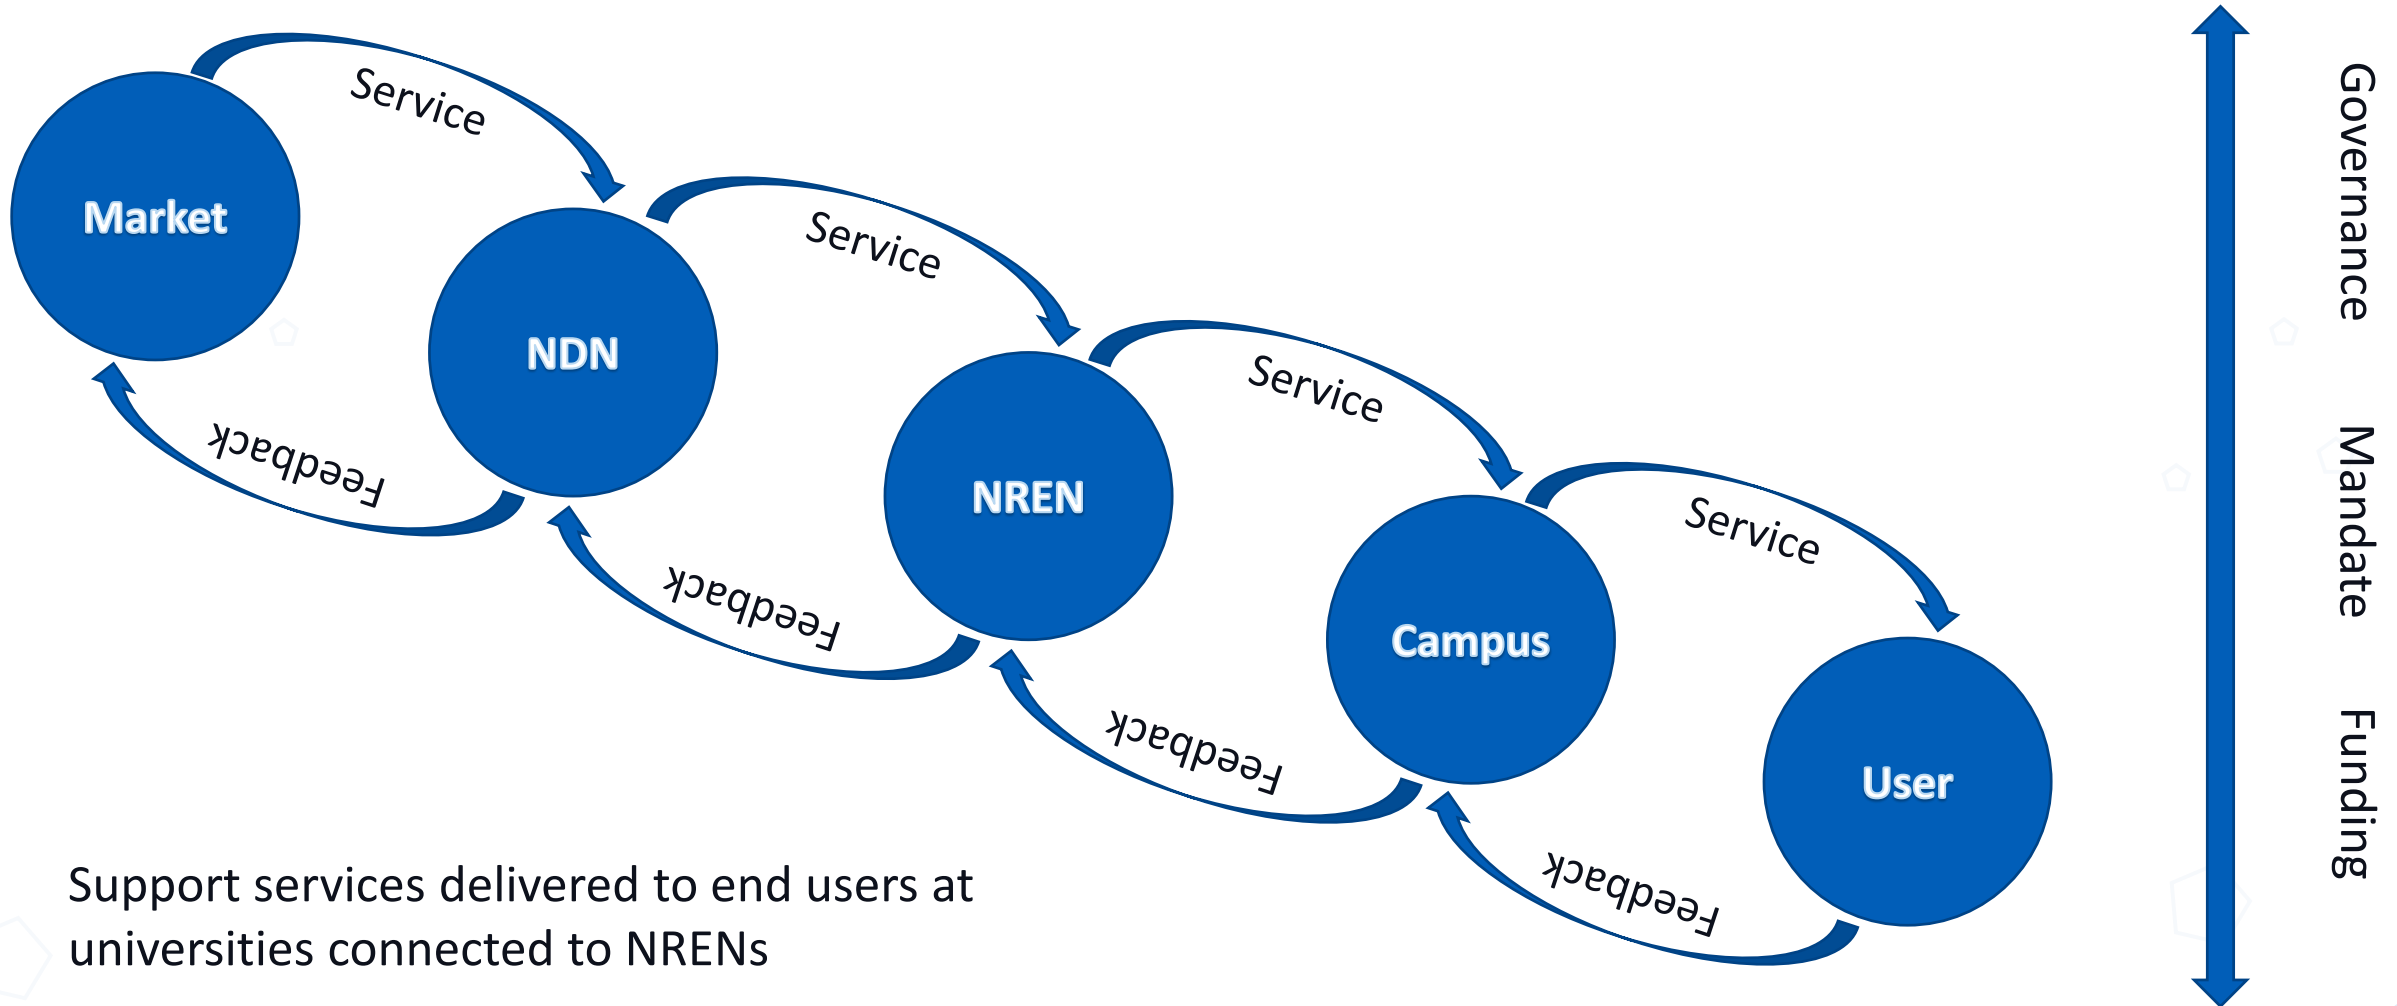 Service
Market
Service
NDN
Service
NREN
Service
Campus
User
Feedback
Feedback
Feedback
Feedback
Governance
Mandate
Funding
Support services delivered to end users at
universities connected to NRENs